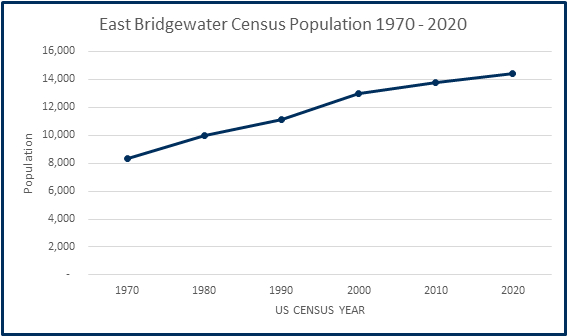 East Bridgewater Census Population 1970 - 2020
16,000
14,000
12,000
10,000
8,000
6,000
4,000
2,000
-
Population
1970 1980 1990 2000 2010 2020
US CENSUS YEAR